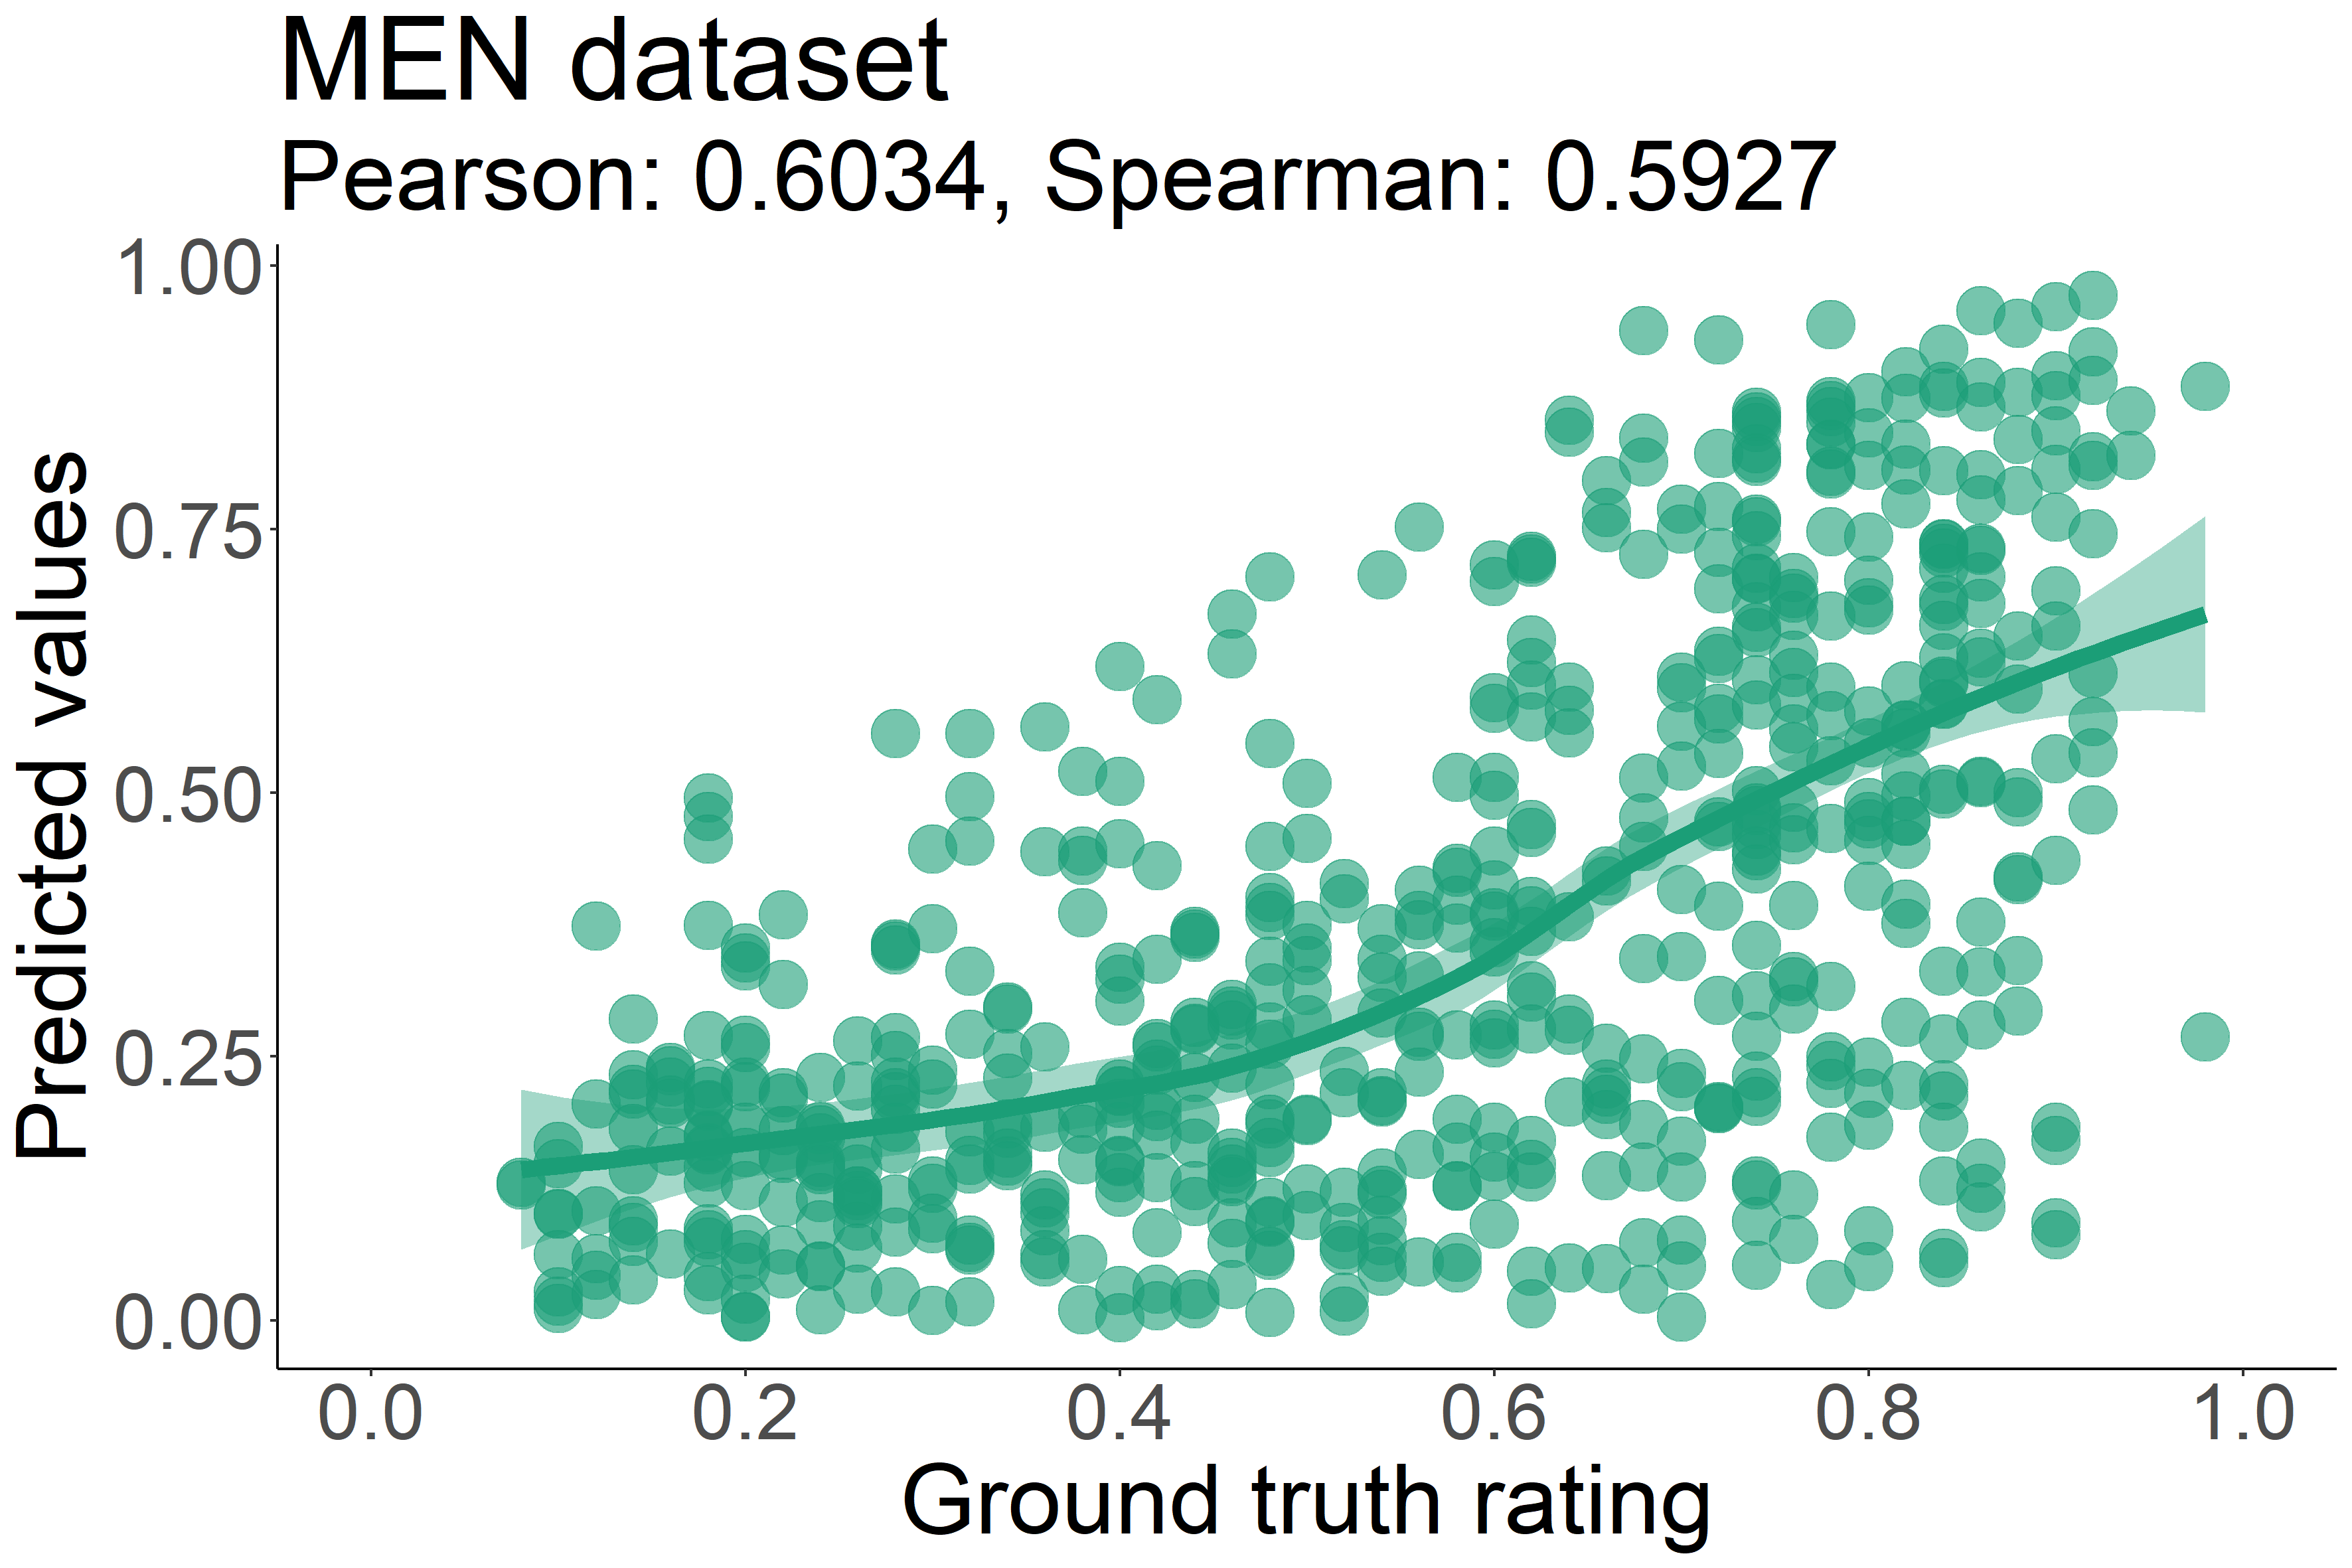 MEN dataset
Pearson: 0.6034, Spearman: 0.5927
Predicted values
1.00
0.75
0.50
0.25
0.00
0.0 0.2 0.4 0.6 0.8 1.0
Ground truth rating